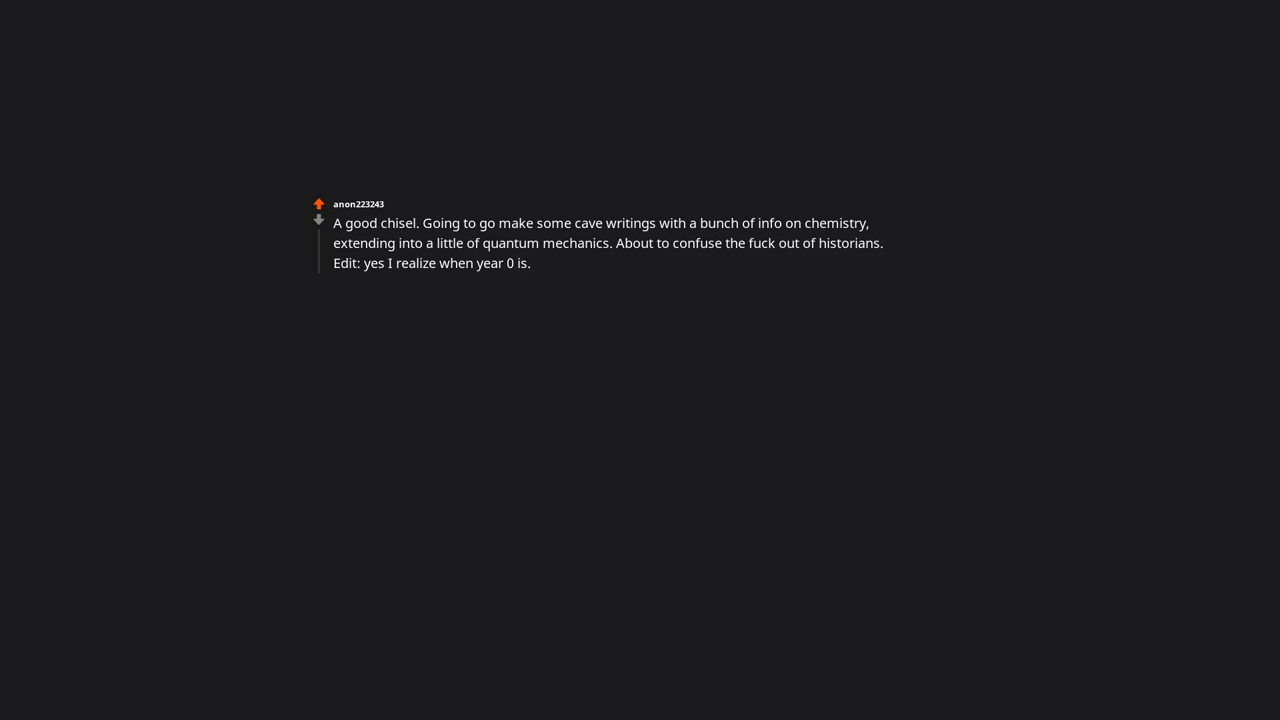 anon223243
A good chisel. Going to go make some cave writings with a bunch of info on chemistry,
extending into a little of quantum mechanics. About to confuse the fuck out of historians.
Edit: yes I realize when year 0 is.